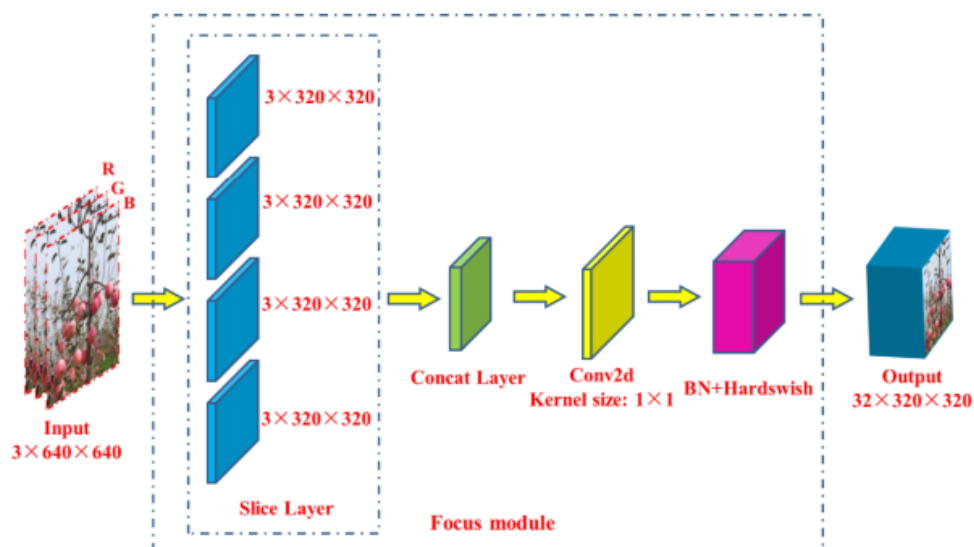 R
G
B
Input
3×640×640
3×320×320
3×320×320
3×320×320
3×320×320
Slice Layer
Concat Layer
Conv2d
Kernel size: 1×1
BN+Hardswish
Output
32×320×320
Focus module